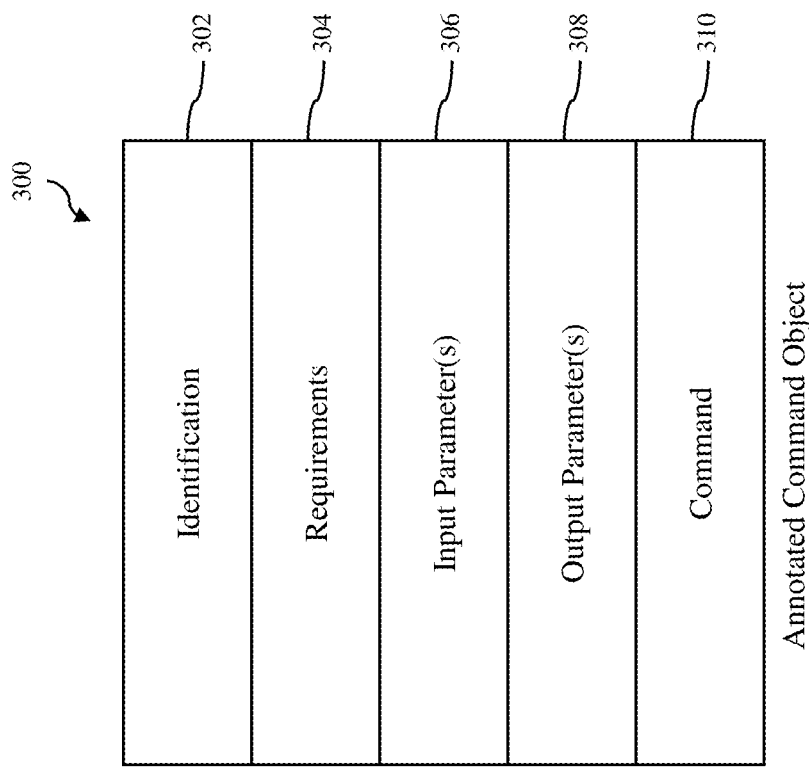 300
Identification
302
Requirements
304
Input Parameter(s)
306
Output Parameter(s)
308
Command
310
Annotated Command Object